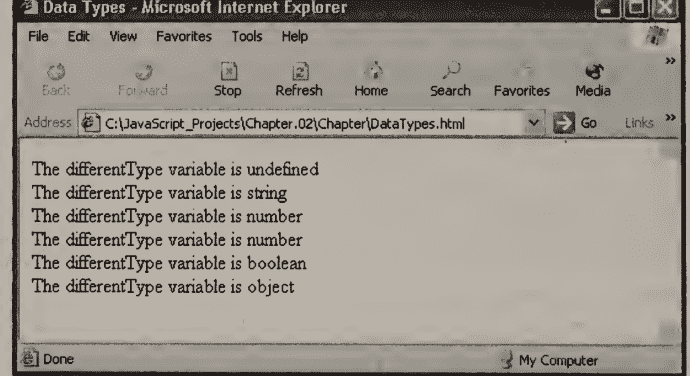 Data Types - Microsoft Internet Explorer
File Edit View Favorites Tools Help
Back Forward Stop Refresh Home Search Favorites Media »
Address C:\JavaScript_Projects\Chapter.02\Chapter\DataTypes.html Go Links »
The differentType variable is undefined
The differentType variable is string
The differentType variable is number
The differentType variable is number
The differentType variable is boolean
The differentType variable is object
Done My Computer